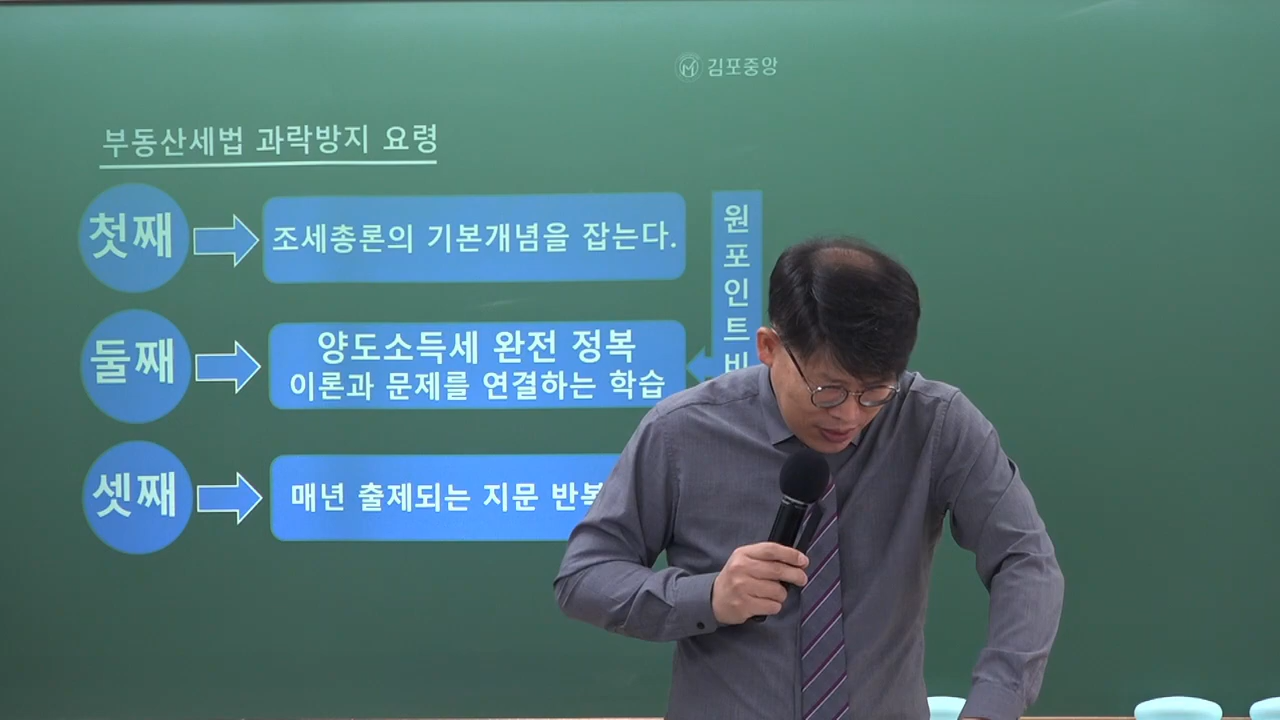 김포중앙
부동산세법 과락방지 요령
첫째
조세총론의 기본개념을 잡는다.
둘째
양도소득세 완전 정복
이론과 문제를 연결하는 학습
셋째
매년 출제되는 지문
원포인트